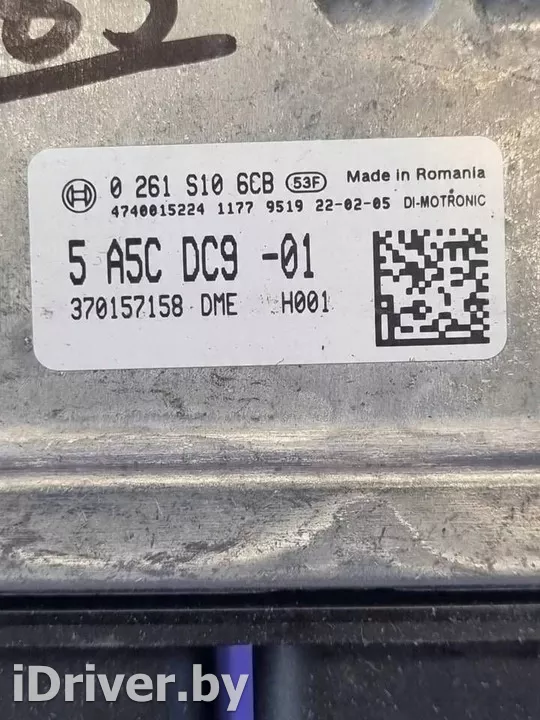 0 261 S10 6CB 53F Made in Romania
4740015224 1177 9519 22-02-05 DI-MOTRONIC
5 A5C DC9 -01
370157158 DME H001
iDriver.by